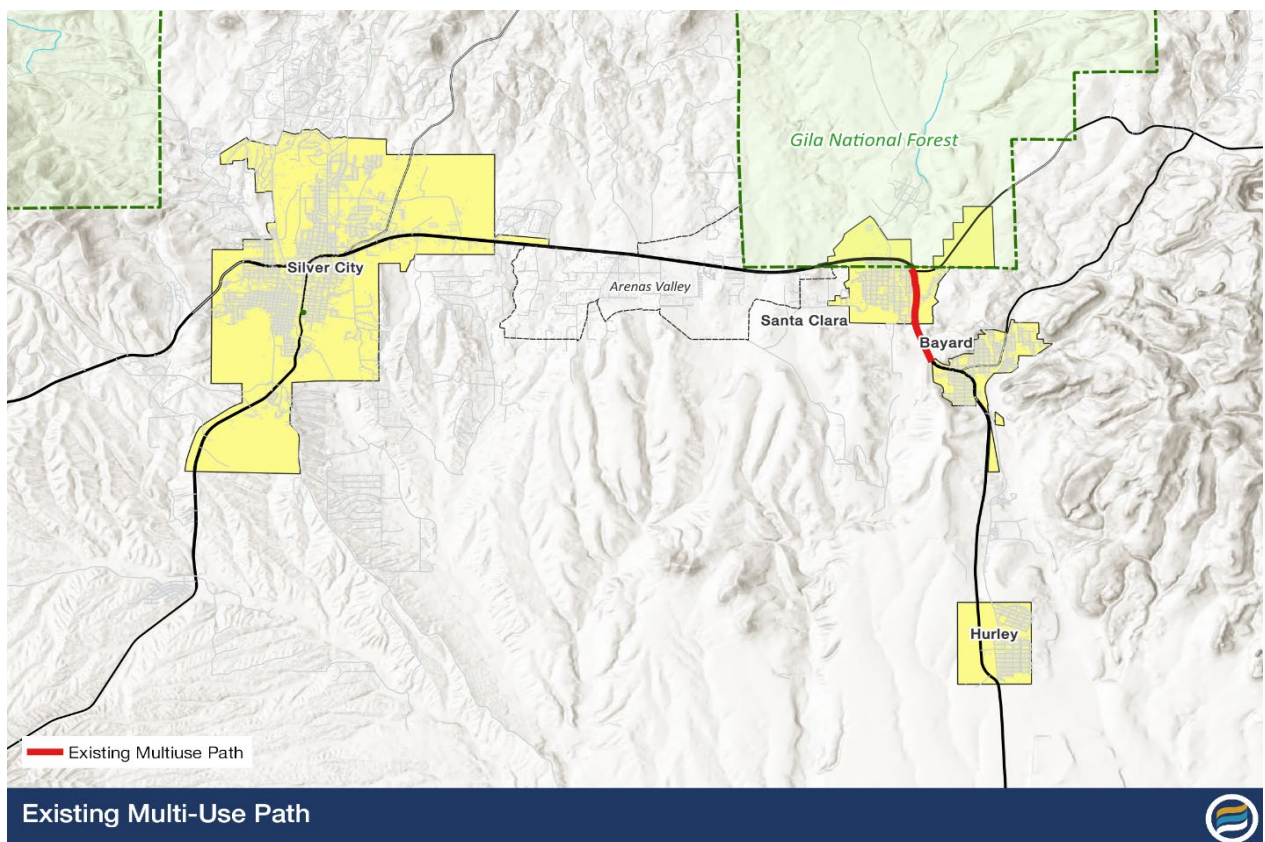 Gila National Forest
Silver City
Arenas Valley
Santa Clara
Bayard
Hurley
Existing Multiuse Path
Existing Multi-Use Path